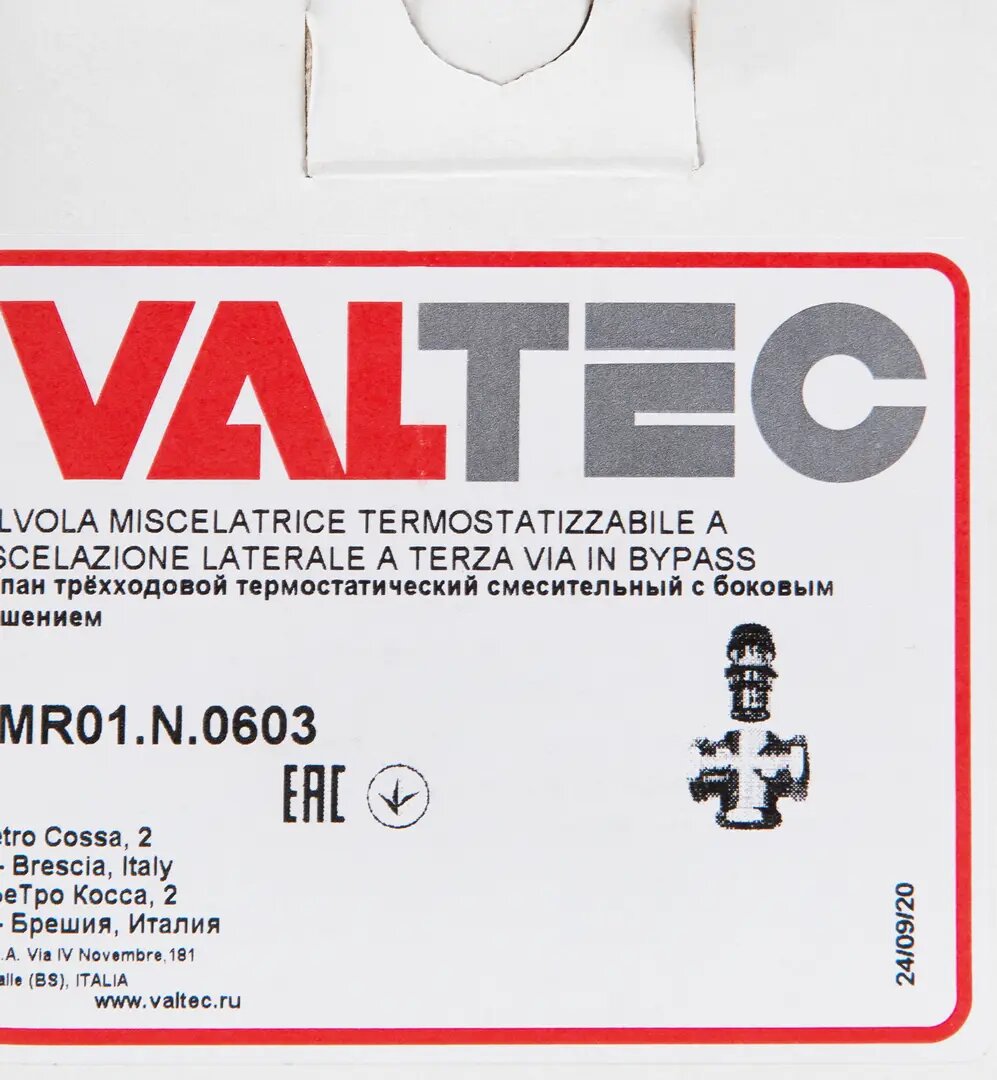 VALTEC
LVOLA MISCELATRICE TERMOSTATIZZABILE A
SCELAZIONE LATERALE A TERZA VIA IN BYPASS
пан трёхходовой термостатический смесительный с боковым
шением
MR01.N.0603
EAC
tro Cossa, 2
- Brescia, Italy
еТро Косса, 2
- Брешия, Италия
.A. Via IV Novembre,181
alle (BS), ITALIA
www.valtec.ru
24/09/20